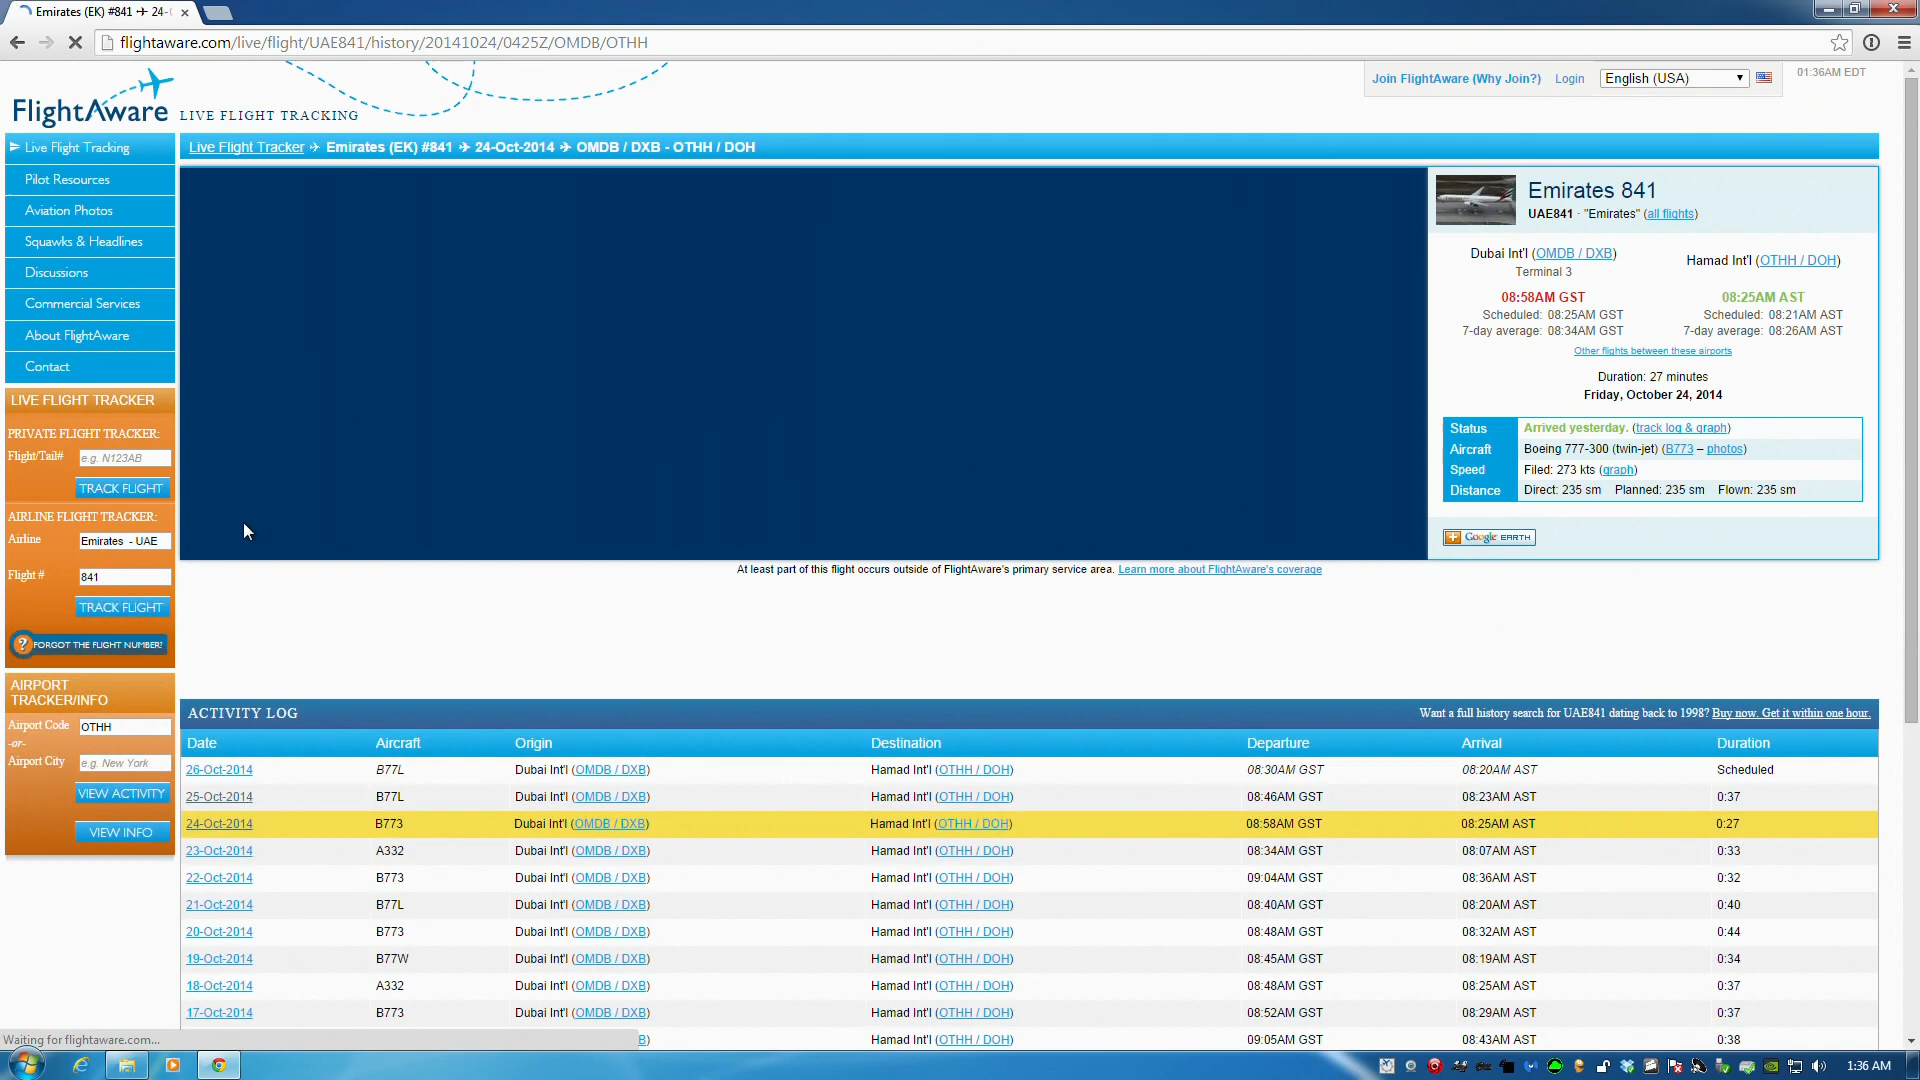 Emirates (EK) #841 ✈ 24-
flightaware.com/live/flight/UAE841/history/20141024/0425Z/OMDB/OTHH
FlightAware
LIVE FLIGHT TRACKING
Join FlightAware (Why Join?) Login English (USA) 01:36AM EDT
Live Flight Tracking
Pilot Resources
Aviation Photos
Squawks & Headlines
Discussions
Commercial Services
About FlightAware
Contact
LIVE FLIGHT TRACKER
PRIVATE FLIGHT TRACKER:
Flight/Tail# e.g. N123AB
TRACK FLIGHT
AIRLINE FLIGHT TRACKER:
Airline Emirates - UAE
Flight # 841
TRACK FLIGHT
? FORGOT THE FLIGHT NUMBER?
AIRPORT
TRACKER/INFO
Airport Code OTHH
-or-
Airport City e.g. New York
VIEW ACTIVITY
VIEW INFO
Live Flight Tracker ✈ Emirates (EK) #841 ✈ 24-Oct-2014 ✈ OMDB / DXB - OTHH / DOH
Emirates 841
UAE841 · "Emirates" (all flights)
Dubai Int'l (OMDB / DXB)
Terminal 3
Hamad Int'l (OTHH / DOH)
08:58AM GST 08:25AM AST
Scheduled: 08:25AM GST Scheduled: 08:21AM AST
7-day average: 08:34AM GST 7-day average: 08:26AM AST
Other flights between these airports
Duration: 27 minutes
Friday, October 24, 2014
Status Arrived yesterday. (track log & graph)
Aircraft Boeing 777-300 (twin-jet) (B773 – photos)
Speed Filed: 273 kts (graph)
Distance Direct: 235 sm Planned: 235 sm Flown: 235 sm
Google EARTH
At least part of this flight occurs outside of FlightAware's primary service area. Learn more about FlightAware's coverage
ACTIVITY LOG Want a full history search for UAE841 dating back to 1998? Buy now. Get it within one hour.
Date Aircraft Origin Destination Departure Arrival Duration
26-Oct-2014 B77L Dubai Int'l (OMDB / DXB) Hamad Int'l (OTHH / DOH) 08:30AM GST 08:20AM AST Scheduled
25-Oct-2014 B77L Dubai Int'l (OMDB / DXB) Hamad Int'l (OTHH / DOH) 08:46AM GST 08:23AM AST 0:37
24-Oct-2014 B773 Dubai Int'l (OMDB / DXB) Hamad Int'l (OTHH / DOH) 08:58AM GST 08:25AM AST 0:27
23-Oct-2014 A332 Dubai Int'l (OMDB / DXB) Hamad Int'l (OTHH / DOH) 08:34AM GST 08:07AM AST 0:33
22-Oct-2014 B773 Dubai Int'l (OMDB / DXB) Hamad Int'l (OTHH / DOH) 09:04AM GST 08:36AM AST 0:32
21-Oct-2014 B77L Dubai Int'l (OMDB / DXB) Hamad Int'l (OTHH / DOH) 08:40AM GST 08:20AM AST 0:40
20-Oct-2014 B773 Dubai Int'l (OMDB / DXB) Hamad Int'l (OTHH / DOH) 08:48AM GST 08:32AM AST 0:44
19-Oct-2014 B77W Dubai Int'l (OMDB / DXB) Hamad Int'l (OTHH / DOH) 08:45AM GST 08:19AM AST 0:34
18-Oct-2014 A332 Dubai Int'l (OMDB / DXB) Hamad Int'l (OTHH / DOH) 08:48AM GST 08:25AM AST 0:37
17-Oct-2014 B773 Dubai Int'l (OMDB / DXB) Hamad Int'l (OTHH / DOH) 08:52AM GST 08:29AM AST 0:37
B) Hamad Int'l (OTHH / DOH) 09:05AM GST 08:43AM AST 0:38
Waiting for flightaware.com...
1:36 AM